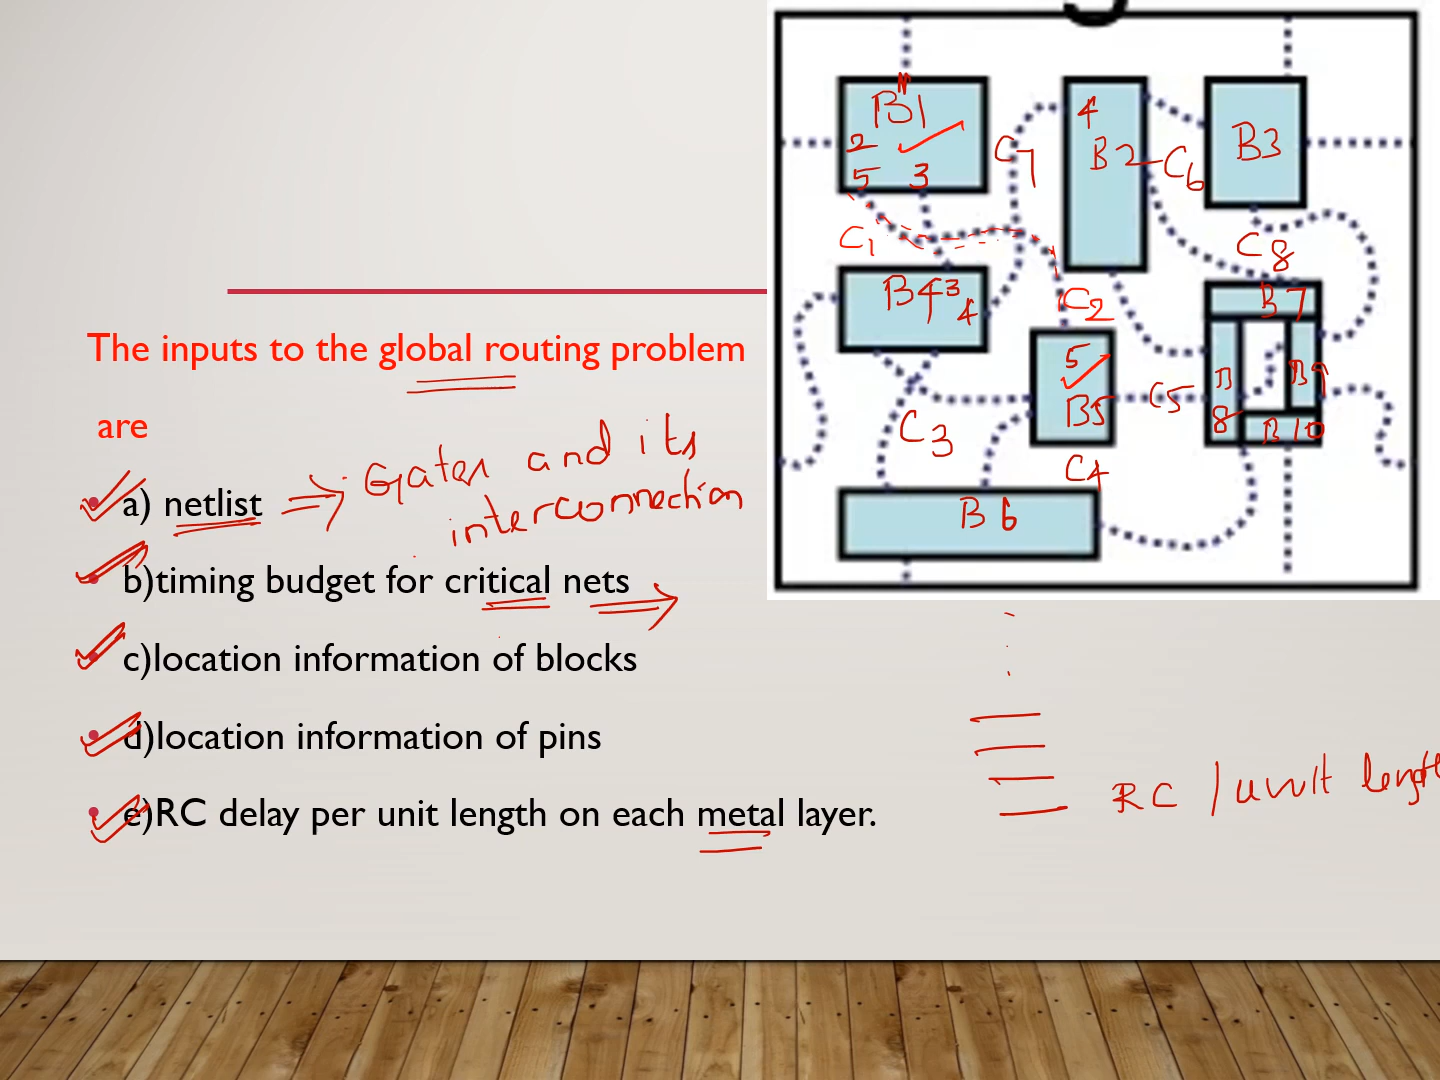 B1
2
5 3
C1
C7
4
B2
C6
B3
C8
B4 3
4
C2
B7
5
B5
C5
B
8
B9
B10
C3
C4
B6
The inputs to the global routing problem
are
a) netlist
Gates and its
interconnection
b)timing budget for critical nets
c)location information of blocks
d)location information of pins
e)RC delay per unit length on each metal layer.
RC / unit length